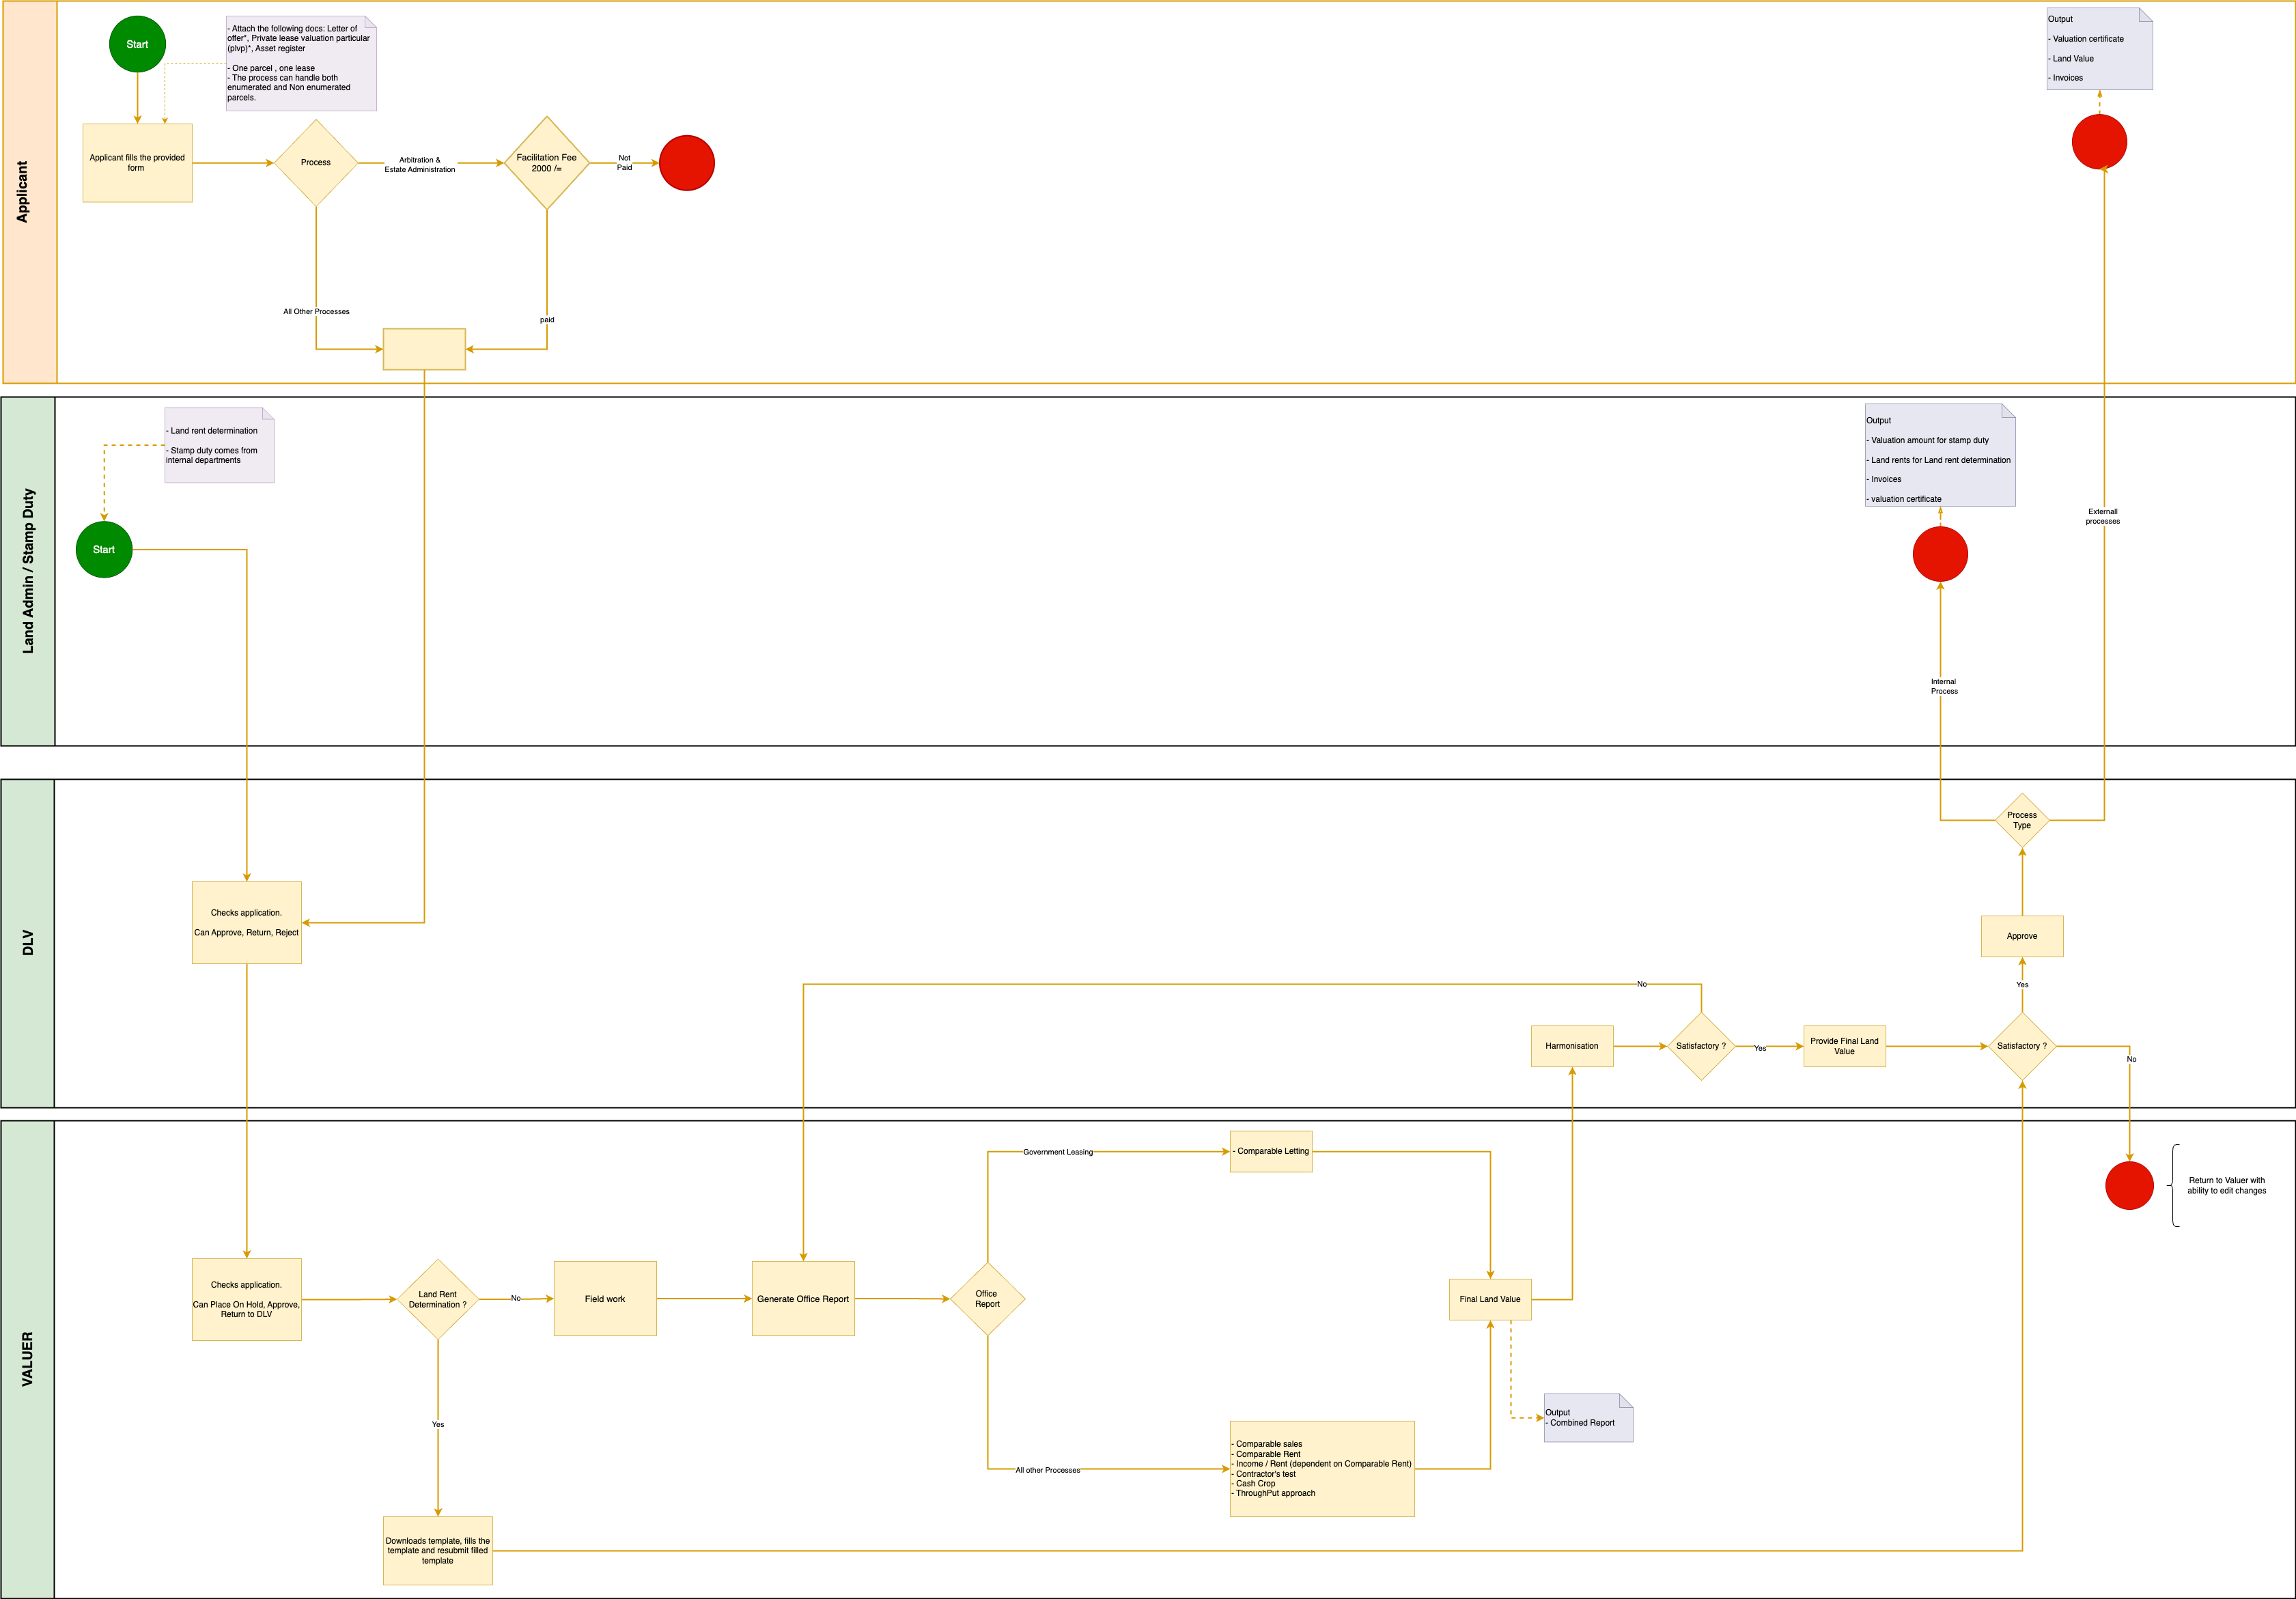 Applicant
Start
- Attach the following docs: Letter of
offer*, Private lease valuation particular
(plvp)*, Asset register
- One parcel , one lease
- The process can handle both
enumerated and Non enumerated
parcels.
Applicant fills the provided
form
Process
Arbitration &
Estate Administration
Facilitation Fee
2000 /=
Not
Paid
All Other Processes
paid
Output
- Valuation certificate
- Land Value
- Invoices
Land Admin / Stamp Duty
- Land rent determination
- Stamp duty comes from
internal departments
Start
Output
- Valuation amount for stamp duty
- Land rents for Land rent determination
- Invoices
- valuation certificate
Externall
processes
Internal
Process
DLV
Process
Type
Checks application.
Can Approve, Return, Reject
Approve
No
Yes
Harmonisation
Satisfactory ?
Yes
Provide Final Land
Value
Satisfactory ?
No
VALUER
Government Leasing
- Comparable Letting
Return to Valuer with
ability to edit changes
Checks application.
Can Place On Hold, Approve,
Return to DLV
Land Rent
Determination ?
No
Field work
Generate Office Report
Office
Report
Final Land Value
Yes
Output
- Combined Report
All other Processes
- Comparable sales
- Comparable Rent
- Income / Rent (dependent on Comparable Rent)
- Contractor's test
- Cash Crop
- ThroughPut approach
Downloads template, fills the
template and resubmit filled
template